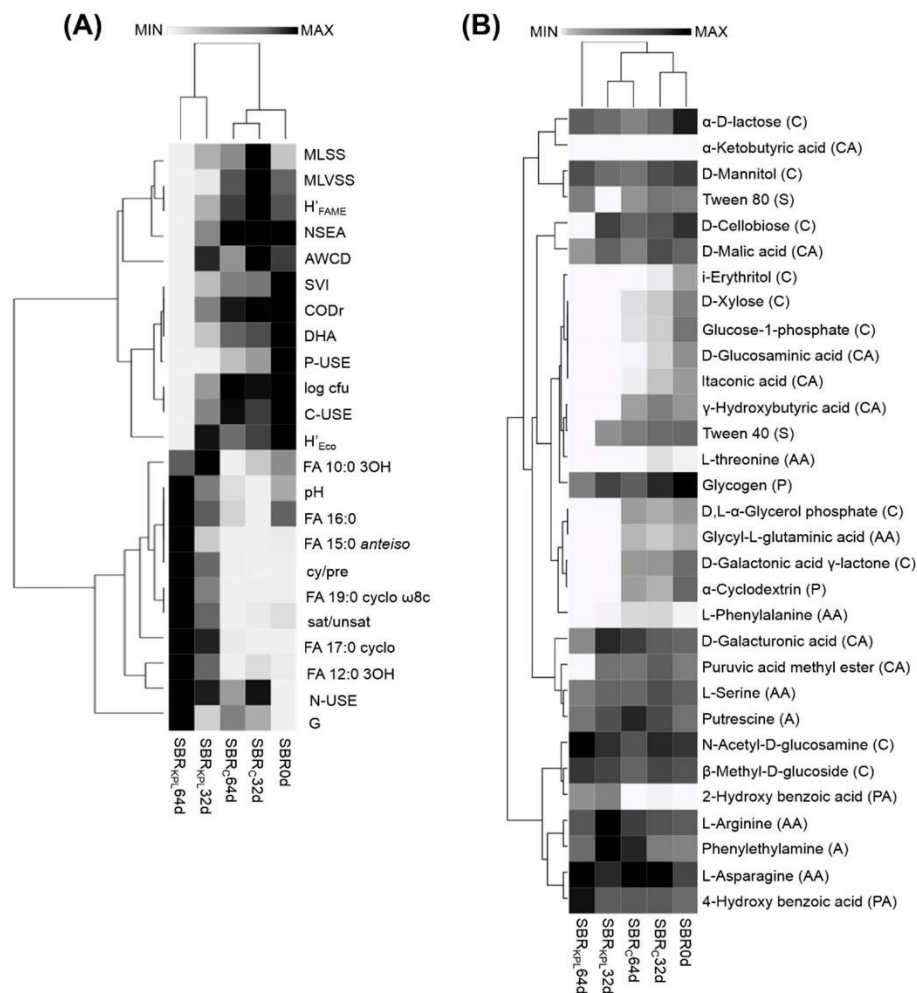 (A)
MIN MAX
MLSS
MLVSS
H'FAME
NSEA
AWCD
SVI
CODr
DHA
P-USE
log cfu
C-USE
H'Eco
FA 10:0 3OH
pH
FA 16:0
FA 15:0 anteiso
cy/pre
FA 19:0 cyclo ω8c
sat/unsat
FA 17:0 cyclo
FA 12:0 3OH
N-USE
G
SBRKPL64d
SBRKPL32d
SBRC64d
SBRC32d
SBR0d
(B)
MIN MAX
α-D-lactose (C)
α-Ketobutyric acid (CA)
D-Mannitol (C)
Tween 80 (S)
D-Cellobiose (C)
D-Malic acid (CA)
i-Erythritol (C)
D-Xylose (C)
Glucose-1-phosphate (C)
D-Glucosaminic acid (CA)
Itaconic acid (CA)
γ-Hydroxybutyric acid (CA)
Tween 40 (S)
L-threonine (AA)
Glycogen (P)
D,L-α-Glycerol phosphate (C)
Glycyl-L-glutaminic acid (AA)
D-Galactonic acid γ-lactone (C)
α-Cyclodextrin (P)
L-Phenylalanine (AA)
D-Galacturonic acid (CA)
Puruvic acid methyl ester (CA)
L-Serine (AA)
Putrescine (A)
N-Acetyl-D-glucosamine (C)
β-Methyl-D-glucoside (C)
2-Hydroxy benzoic acid (PA)
L-Arginine (AA)
Phenylethylamine (A)
L-Asparagine (AA)
4-Hydroxy benzoic acid (PA)
SBRKPL64d
SBRKPL32d
SBRC64d
SBRC32d
SBR0d